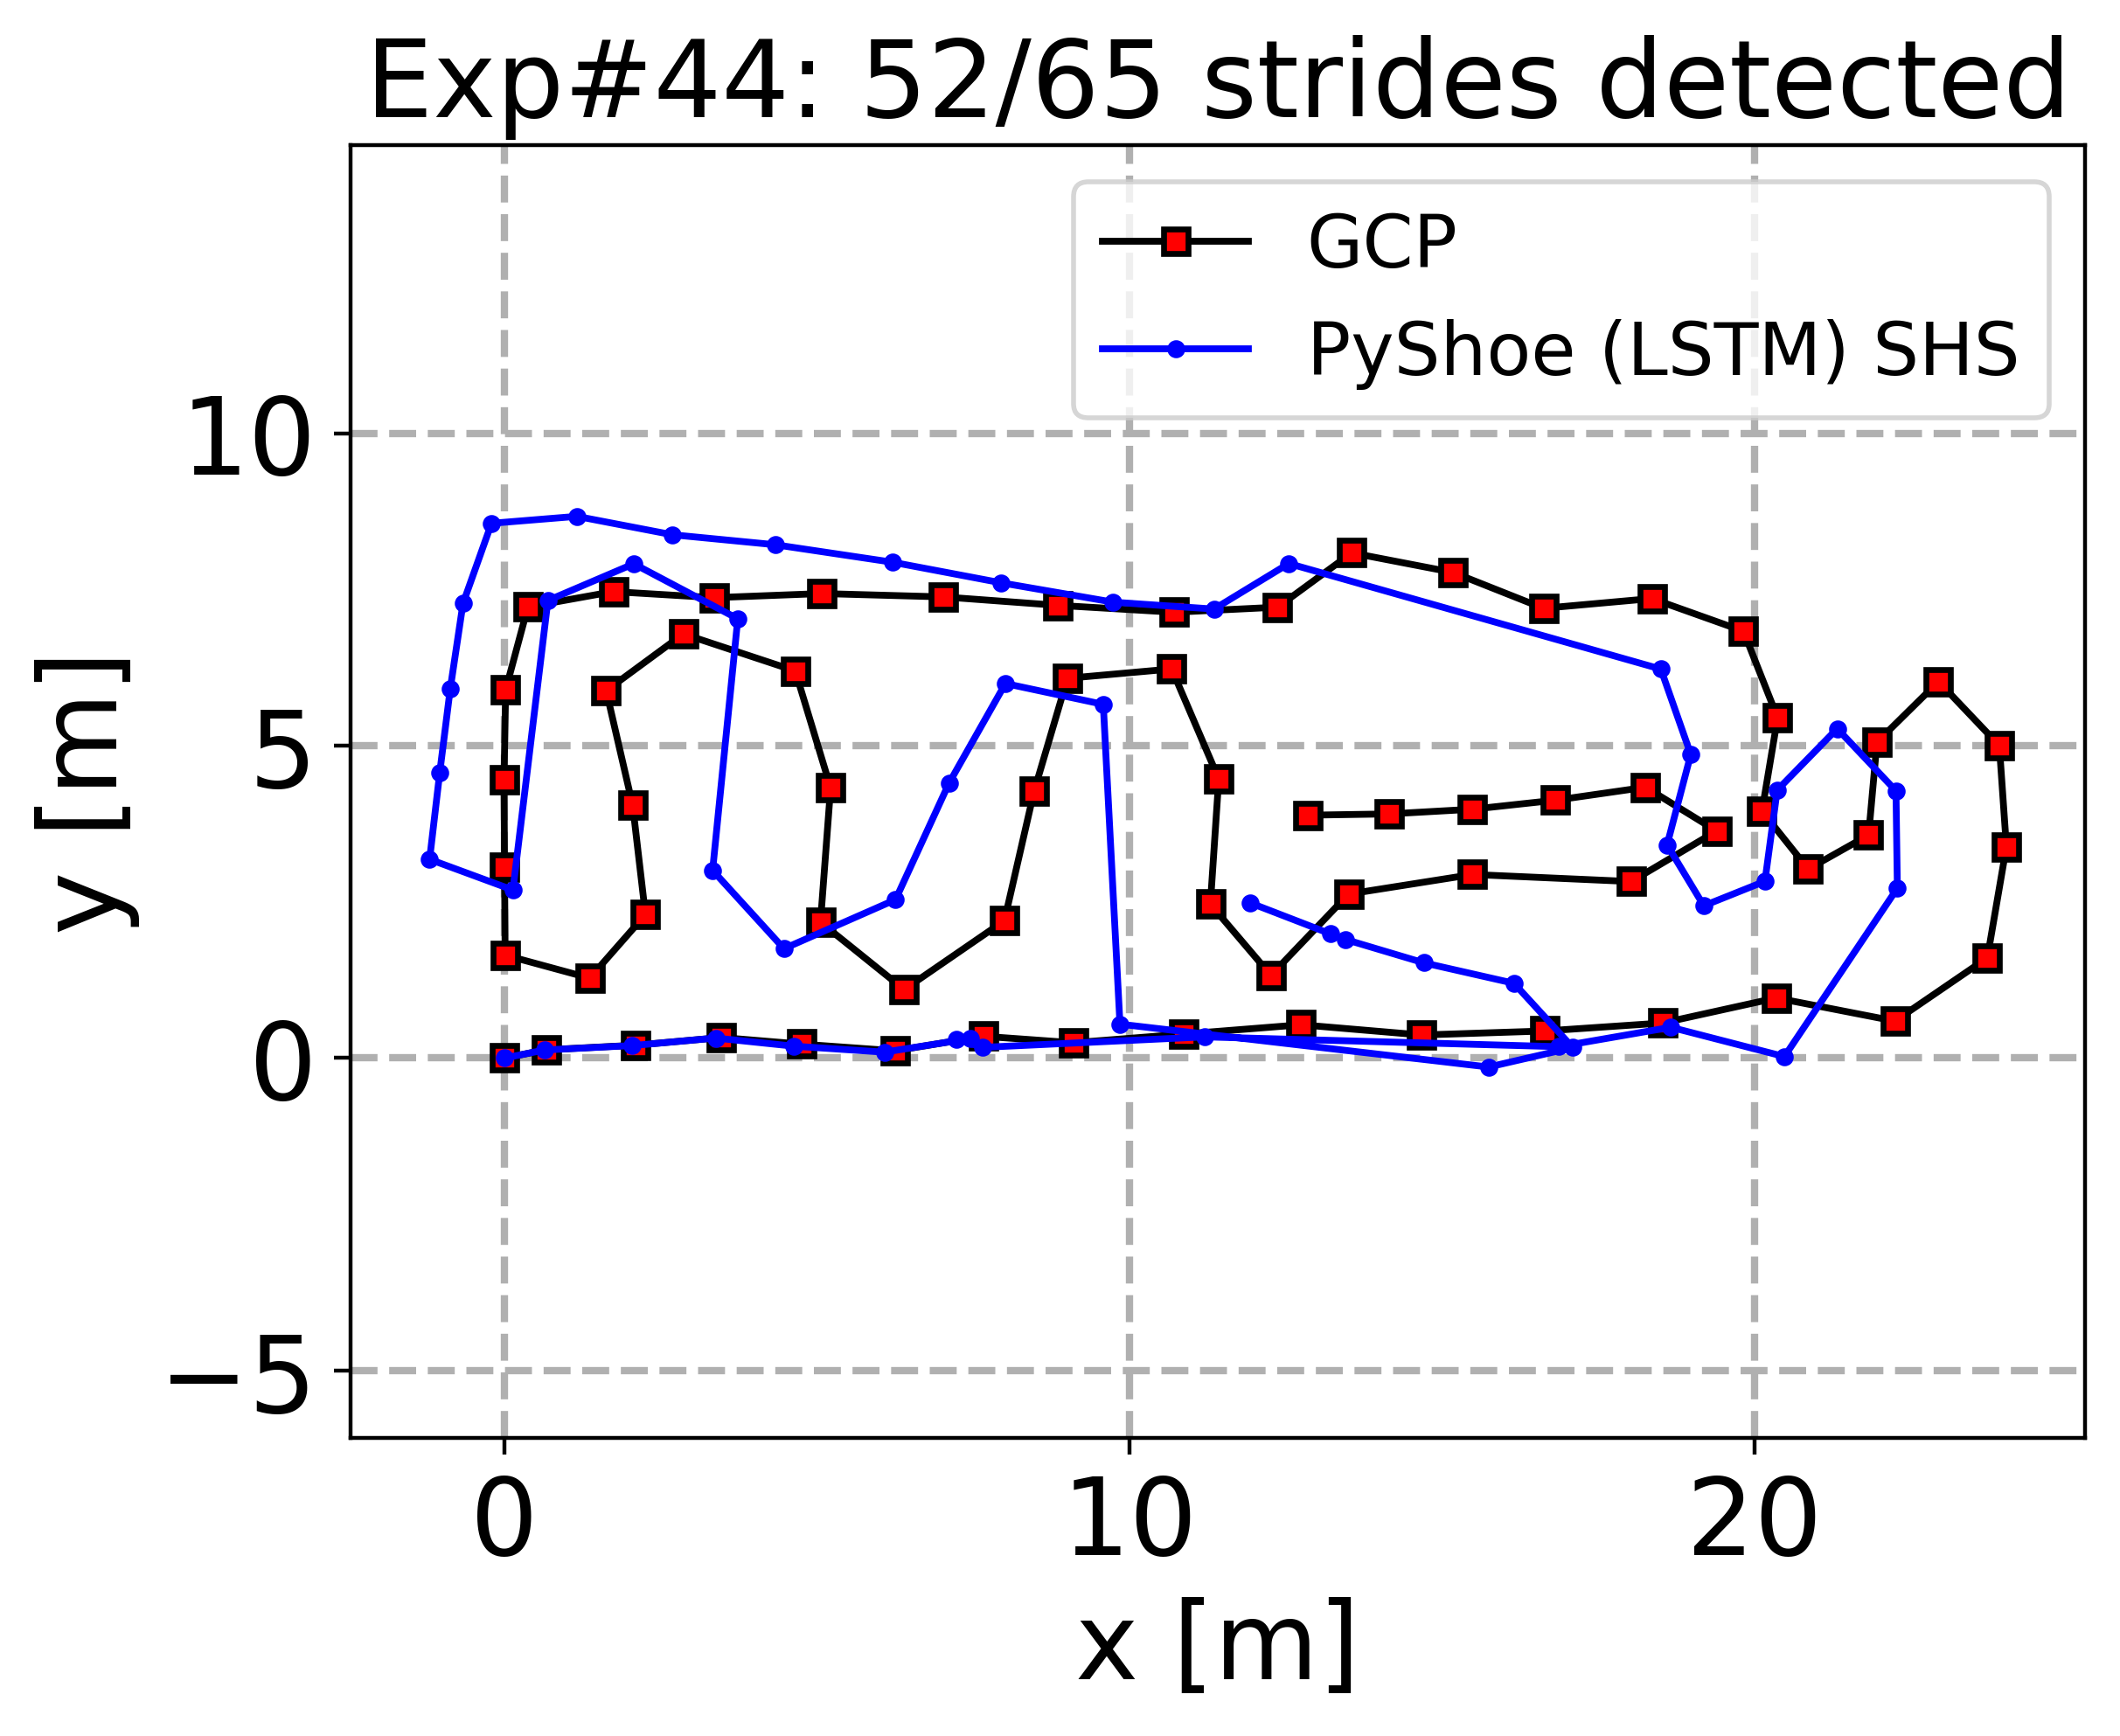 Exp#44: 52/65 strides detected
GCP
PyShoe (LSTM) SHS
10
5
0
−5
y [m]
0 10 20
x [m]